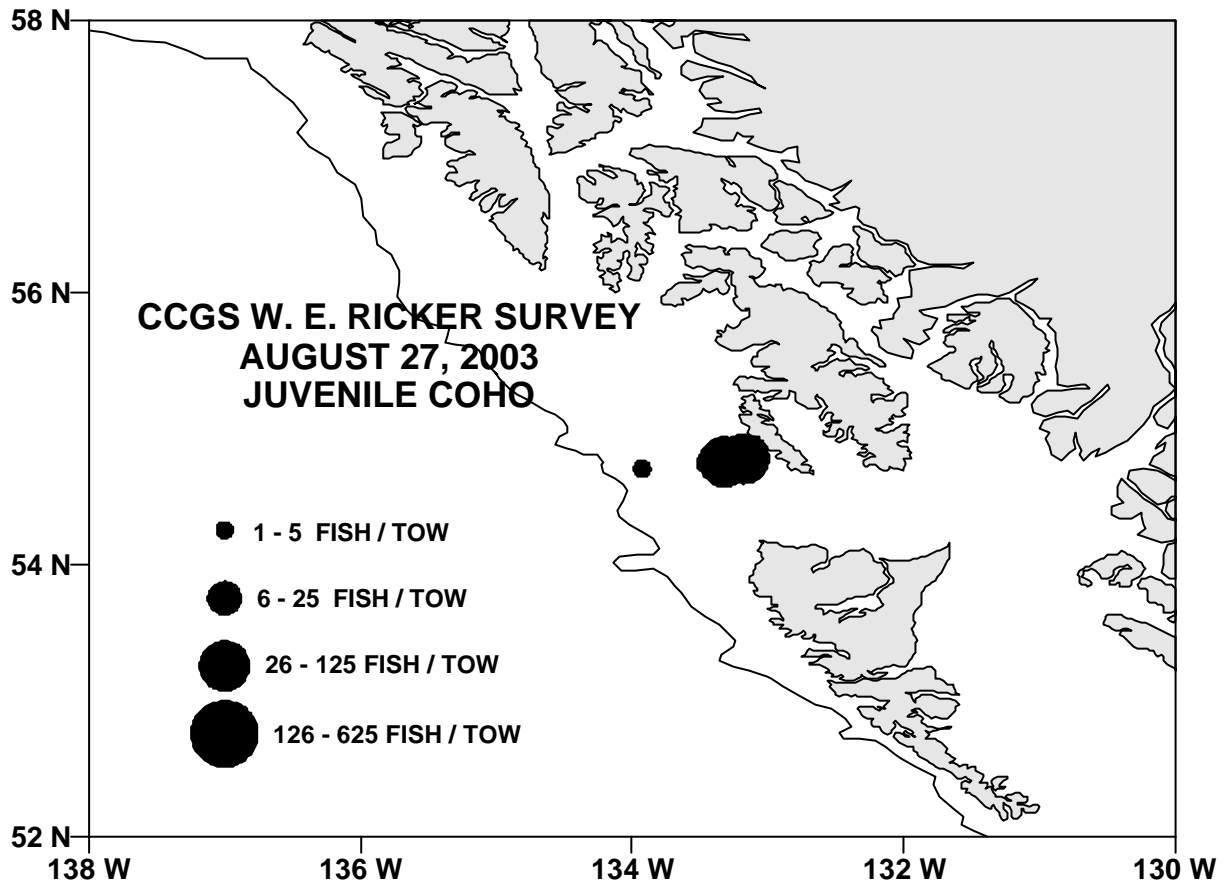 58 N
56 N
CCGS W. E. RICKER SURVEY
AUGUST 27, 2003
JUVENILE COHO
1 - 5 FISH / TOW
54 N
6 - 25 FISH / TOW
26 - 125 FISH / TOW
126 - 625 FISH / TOW
52 N
138 W 136 W 134 W 132 W 130 W